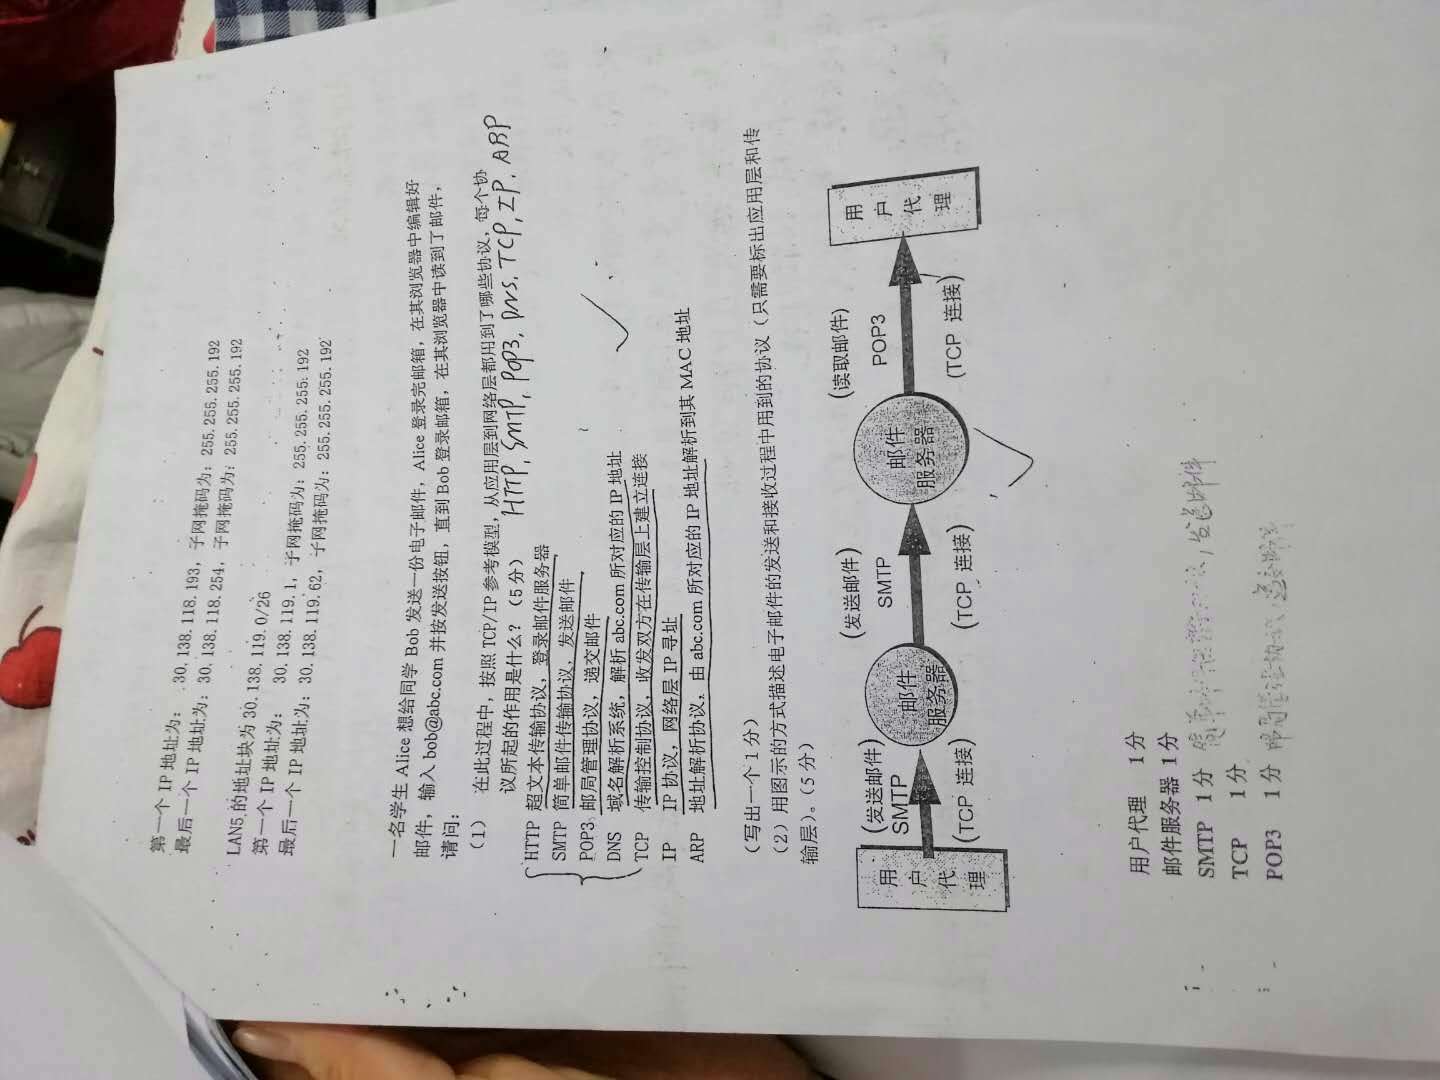 第一个 IP 地址为: 30.138.118.193，子网掩码为：255.255.255.192
最后一个 IP 地址为：30.138.118.254，子网掩码为：255.255.255.192
LAN5 的地址块为 30.138.119.0/26
第一个 IP 地址为: 30.138.119.1，子网掩码为：255.255.255.192
最后一个 IP 地址为：30.138.119.62，子网掩码为：255.255.255.192
一名学生 Alice 想给同学 Bob 发送一份电子邮件，Alice 登录完邮箱，在其浏览器中编辑好
邮件，输入 bob@abc.com 并按发送按钮，直到 Bob 登录邮箱，在其浏览器中读到了邮件，
请问：
（1） 在此过程中，按照 TCP/IP 参考模型，从应用层到网络层都用到了哪些协议，每个协
议所起的作用是什么？（5 分） HTTP, SMTP, POP3, DNS, TCP, IP, ARP
HTTP 超文本传输协议，登录邮件服务器
SMTP 简单邮件传输协议，发送邮件
POP3 邮局管理协议，递交邮件
DNS 域名解析系统，解析 abc.com 所对应的 IP 地址
TCP 传输控制协议，收发双方在传输层上建立连接
IP IP 协议，网络层 IP 寻址
ARP 地址解析协议，由 abc.com 所对应的 IP 地址解析到其 MAC 地址
（写出一个 1 分）
（2）用图示的方式描述电子邮件的发送和接收过程中用到的协议（只需要标出应用层和传
输层）。（5 分）
用户代理
(发送邮件)
SMTP
(TCP 连接)
邮件
服务器
(发送邮件)
SMTP
(TCP 连接)
邮件
服务器
(读取邮件)
POP3
(TCP 连接)
用户代理
用户代理 1 分
邮件服务器 1 分
SMTP 1 分 简单 发送邮件
TCP 1 分
POP3 1 分 邮局管理协议，递交邮件